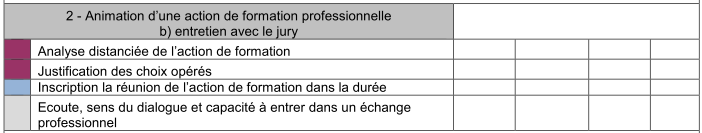 2 - Animation d'une action de formation professionnelle
b) entretien avec le jury
Analyse distanciée de l'action de formation
Justification des choix opérés
Inscription la réunion de l'action de formation dans la durée
Ecoute, sens du dialogue et capacité à entrer dans un échange
professionnel